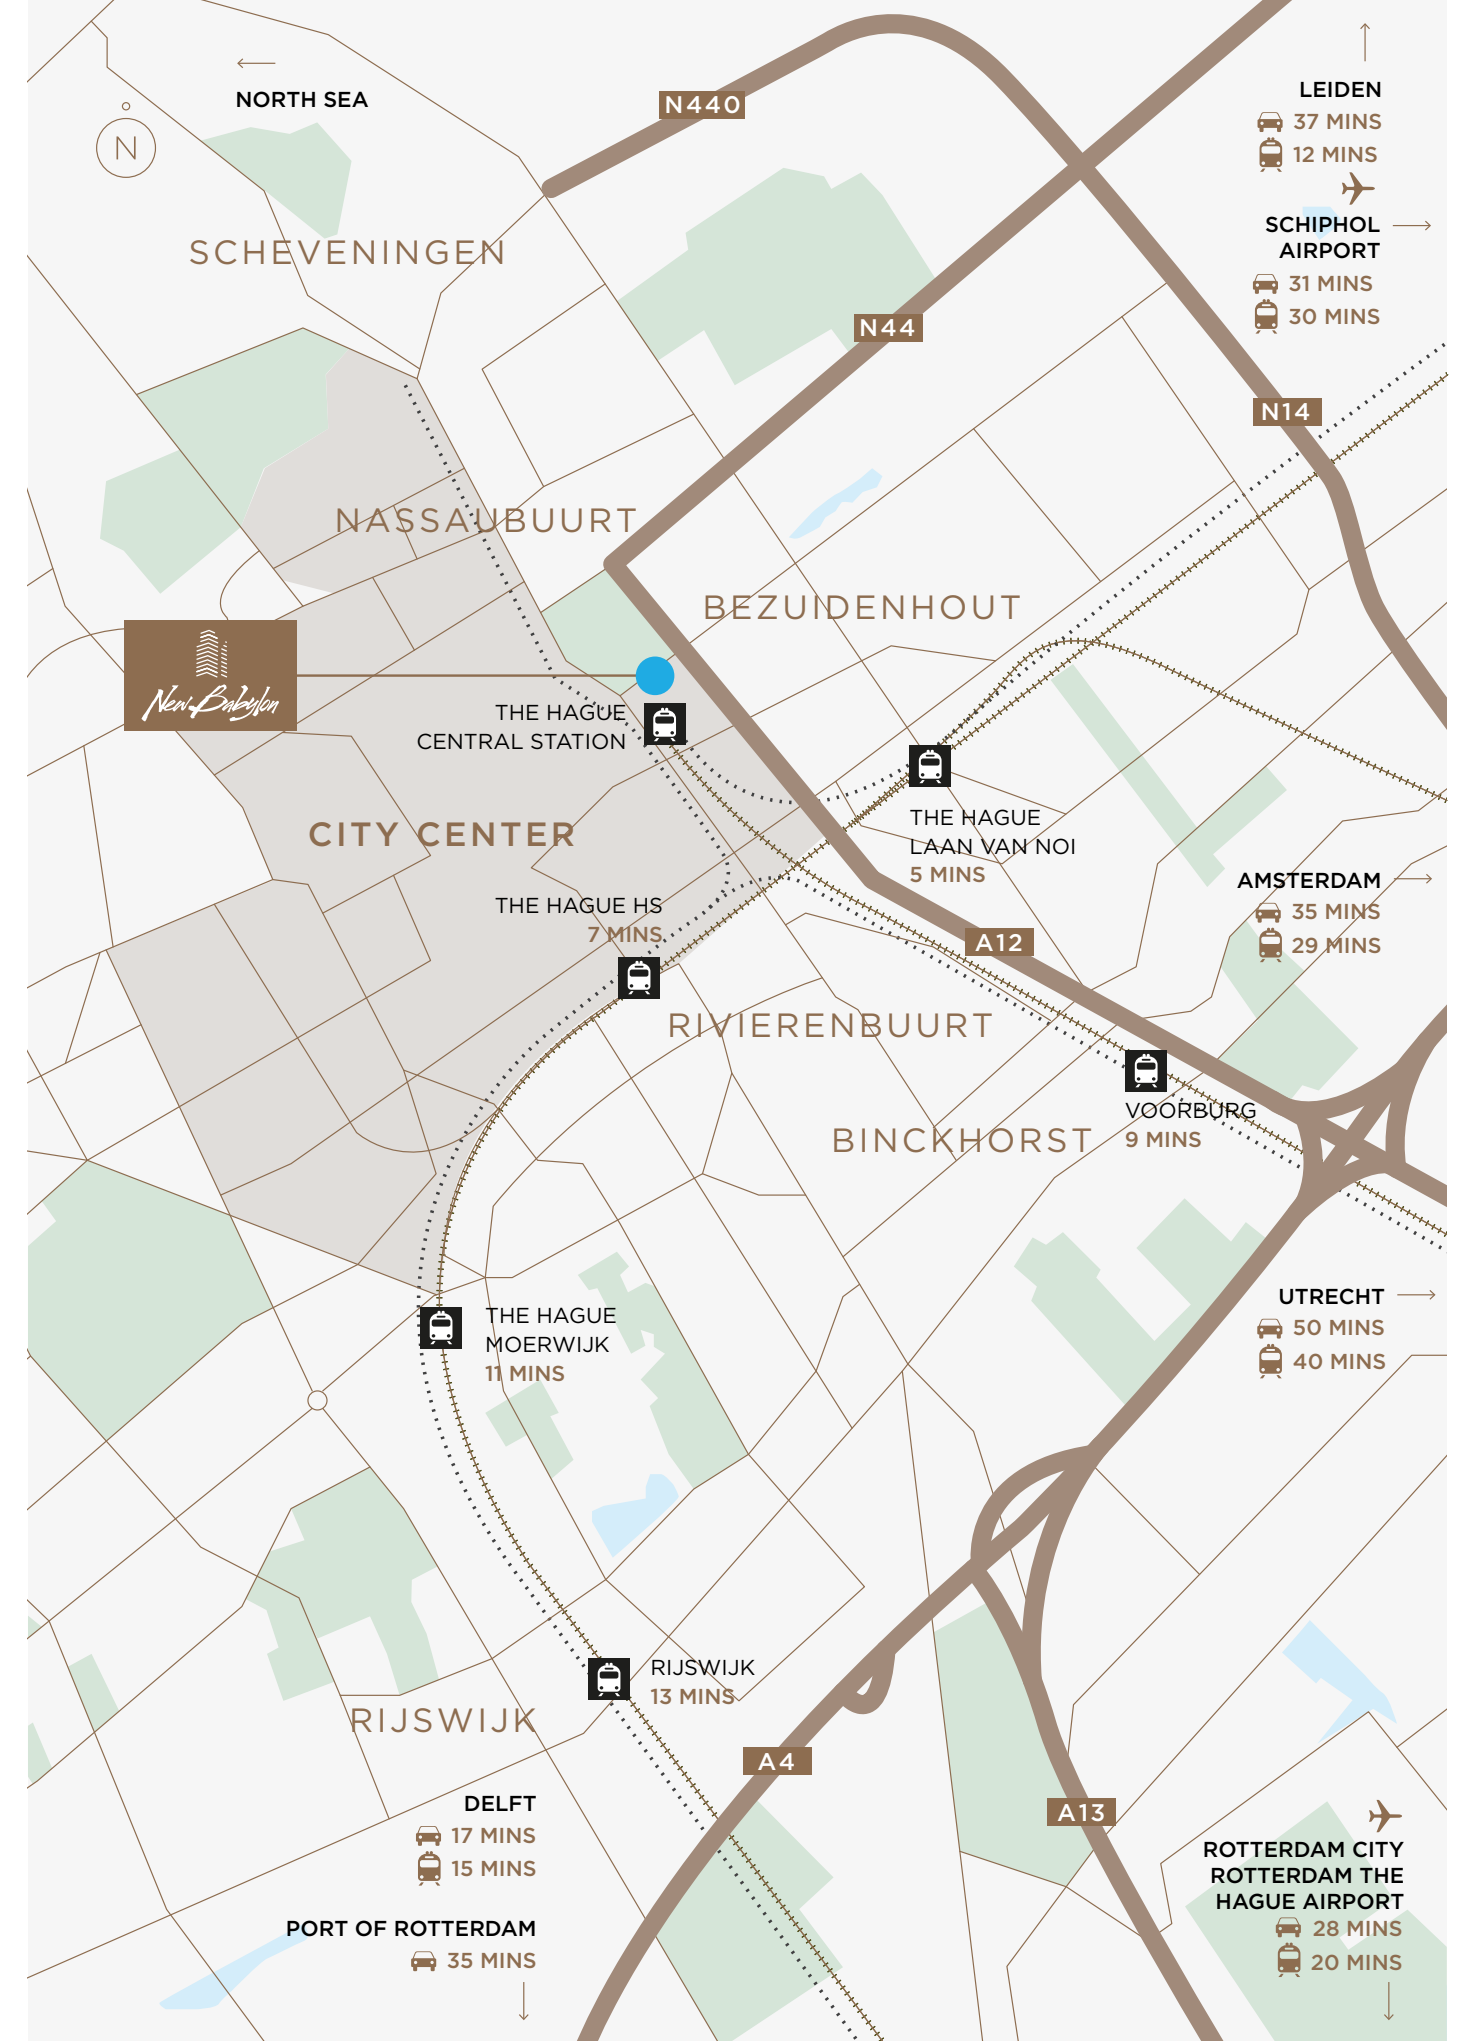 NORTH SEA
N
N440
LEIDEN
37 MINS
12 MINS
SCHIPHOL
AIRPORT
31 MINS
30 MINS
SCHEVENINGEN
N44
N14
NASSAUBUURT
BEZUIDENHOUT
New Babylon
THE HAGUE
CENTRAL STATION
CITY CENTER
THE HAGUE
LAAN VAN NOI
5 MINS
THE HAGUE HS
7 MINS
AMSTERDAM
35 MINS
29 MINS
A12
RIVIERENBUURT
VOORBURG
9 MINS
BINCKHORST
UTRECHT
50 MINS
40 MINS
THE HAGUE
MOERWIJK
11 MINS
RIJSWIJK
13 MINS
RIJSWIJK
A4
A13
DELFT
17 MINS
15 MINS
PORT OF ROTTERDAM
35 MINS
ROTTERDAM CITY
ROTTERDAM THE
HAGUE AIRPORT
28 MINS
20 MINS